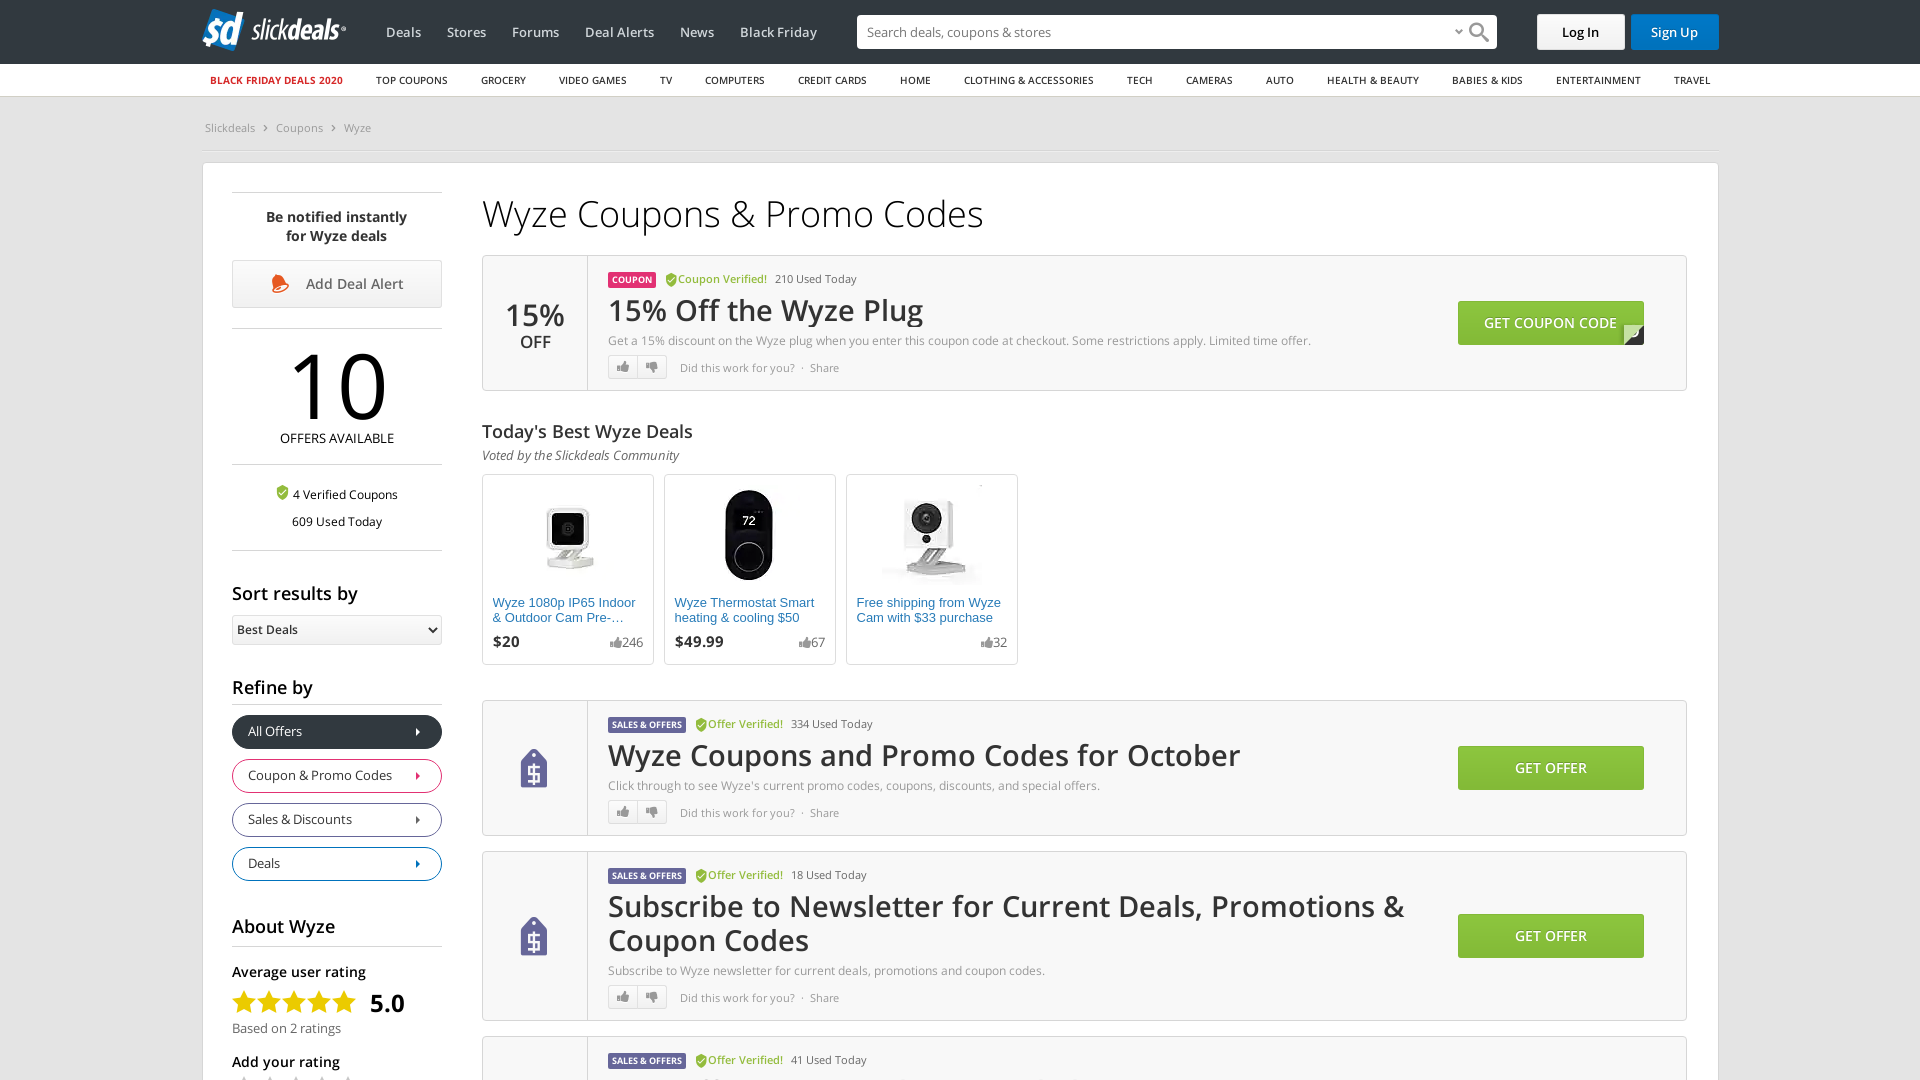 sd slickdeals
Deals
Stores
Forums
Deal Alerts
News
Black Friday
Search deals, coupons & stores
Log In
Sign Up
BLACK FRIDAY DEALS 2020
TOP COUPONS
GROCERY
VIDEO GAMES
TV
COMPUTERS
CREDIT CARDS
HOME
CLOTHING & ACCESSORIES
TECH
CAMERAS
AUTO
HEALTH & BEAUTY
BABIES & KIDS
ENTERTAINMENT
TRAVEL
Slickdeals > Coupons > Wyze
Be notified instantly
for Wyze deals
Add Deal Alert
10
OFFERS AVAILABLE
4 Verified Coupons
609 Used Today
Sort results by
Best Deals
Refine by
All Offers
Coupon & Promo Codes
Sales & Discounts
Deals
About Wyze
Average user rating
5.0
Based on 2 ratings
Add your rating
Wyze Coupons & Promo Codes
15%
OFF
COUPON Coupon Verified! 210 Used Today
15% Off the Wyze Plug
Get a 15% discount on the Wyze plug when you enter this coupon code at checkout. Some restrictions apply. Limited time offer.
Did this work for you? · Share
GET COUPON CODE
Today's Best Wyze Deals
Voted by the Slickdeals Community
Wyze 1080p IP65 Indoor
& Outdoor Cam Pre-...
$20 246
72
Wyze Thermostat Smart
heating & cooling $50
$49.99 67
Free shipping from Wyze
Cam with $33 purchase
32
SALES & OFFERS Offer Verified! 334 Used Today
Wyze Coupons and Promo Codes for October
Click through to see Wyze's current promo codes, coupons, discounts, and special offers.
Did this work for you? · Share
GET OFFER
SALES & OFFERS Offer Verified! 18 Used Today
Subscribe to Newsletter for Current Deals, Promotions &
Coupon Codes
Subscribe to Wyze newsletter for current deals, promotions and coupon codes.
Did this work for you? · Share
GET OFFER
SALES & OFFERS Offer Verified! 41 Used Today